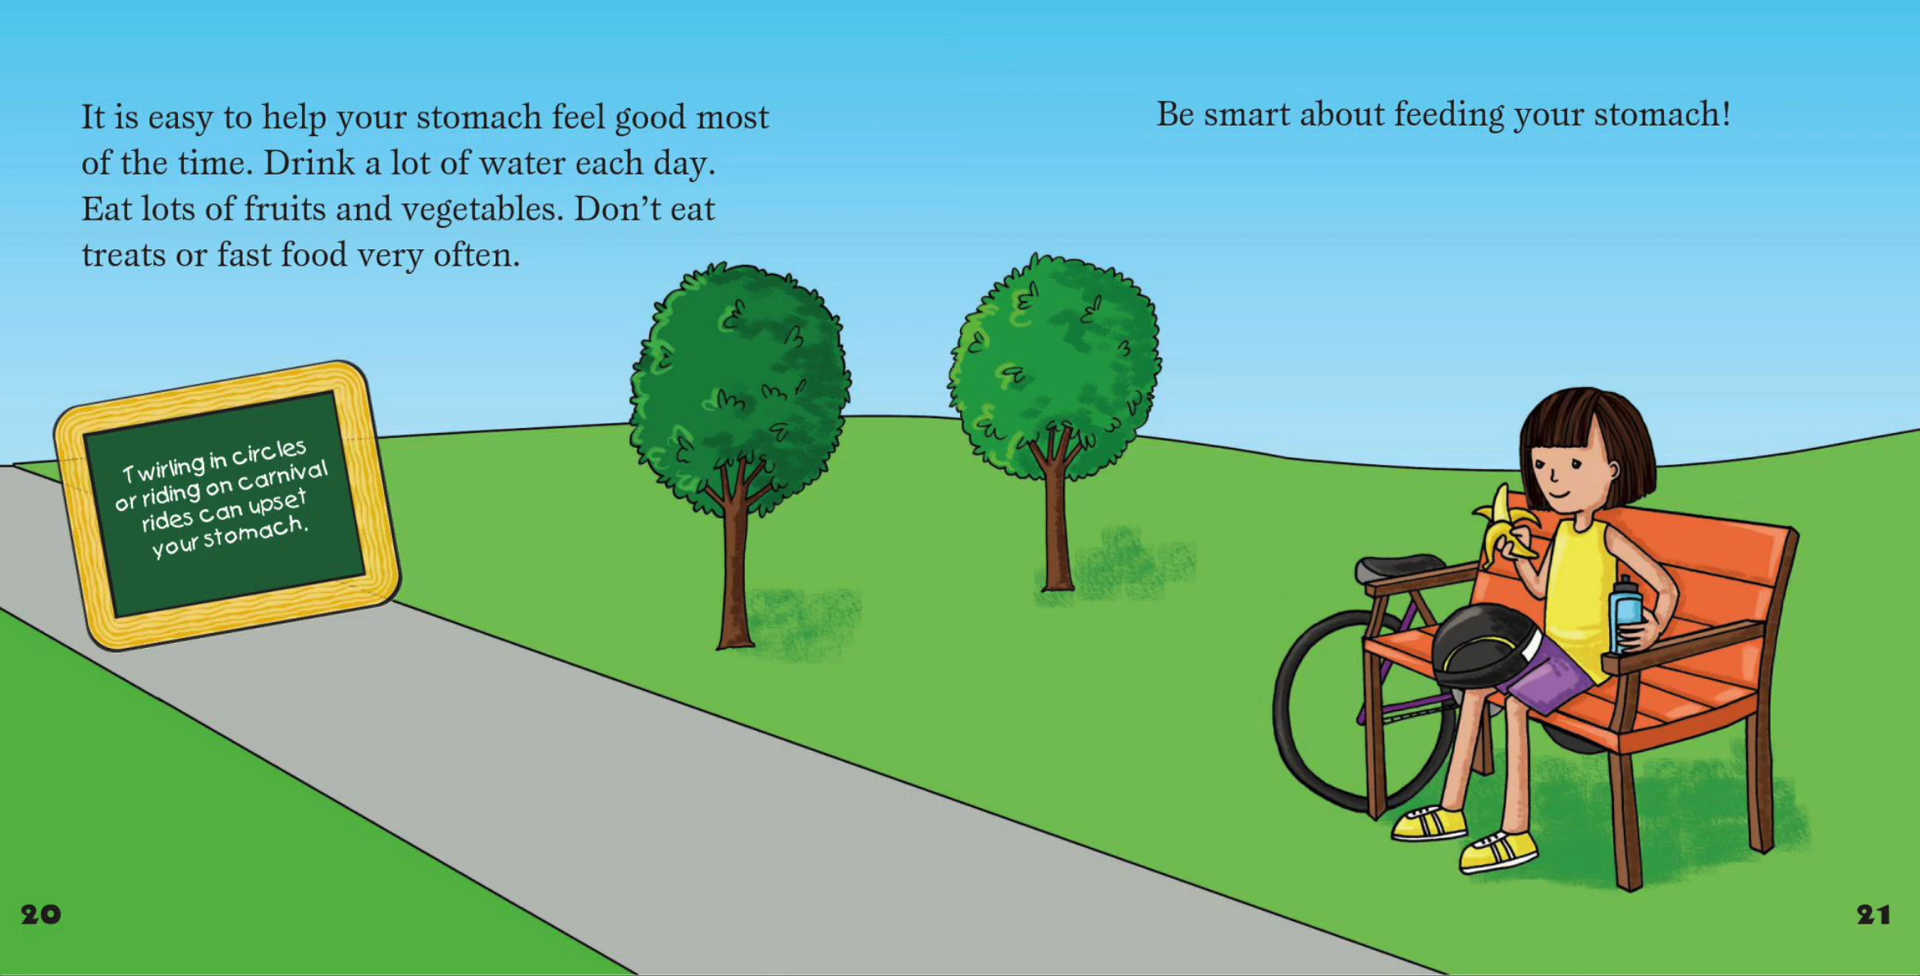 It is easy to help your stomach feel good most
of the time. Drink a lot of water each day.
Eat lots of fruits and vegetables. Don’t eat
treats or fast food very often.
Twirling in circles
or riding on carnival
rides can upset
your stomach.
20
Be smart about feeding your stomach!
21